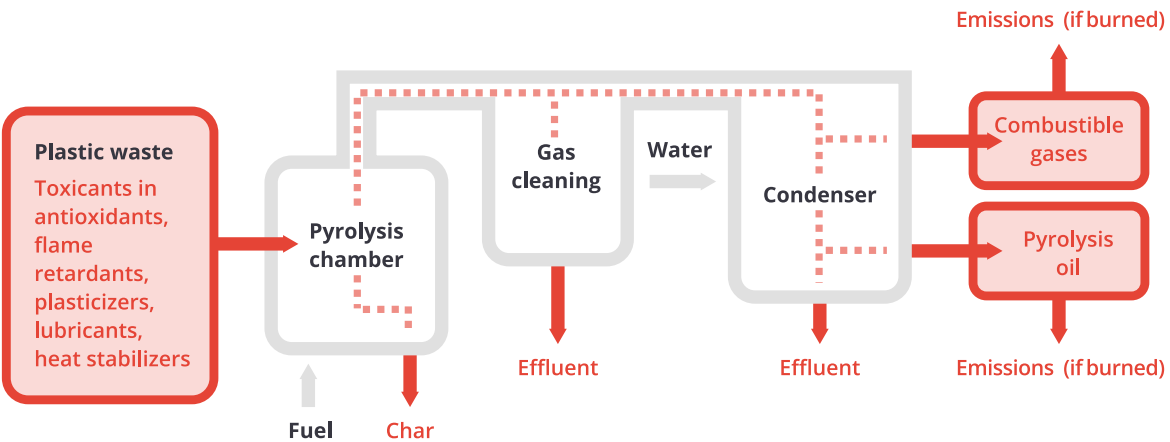 Emissions (if burned)
Plastic waste
Toxicants in
antioxidants,
flame
retardants,
plasticizers,
lubricants,
heat stabilizers
Pyrolysis
chamber
Gas
cleaning
Water
Condenser
Combustible
gases
Pyrolysis
oil
Effluent
Effluent
Emissions (if burned)
Fuel
Char